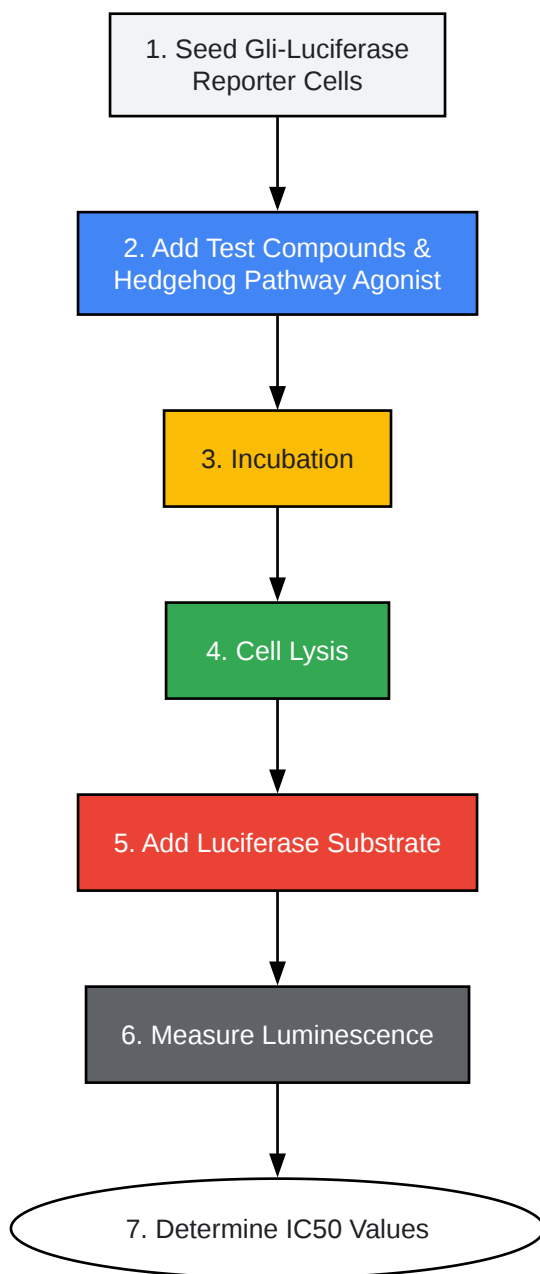 1. Seed Gli-Luciferase
Reporter Cells
2. Add Test Compounds &
Hedgehog Pathway Agonist
3. Incubation
4. Cell Lysis
5. Add Luciferase Substrate
6. Measure Luminescence
7. Determine IC50 Values